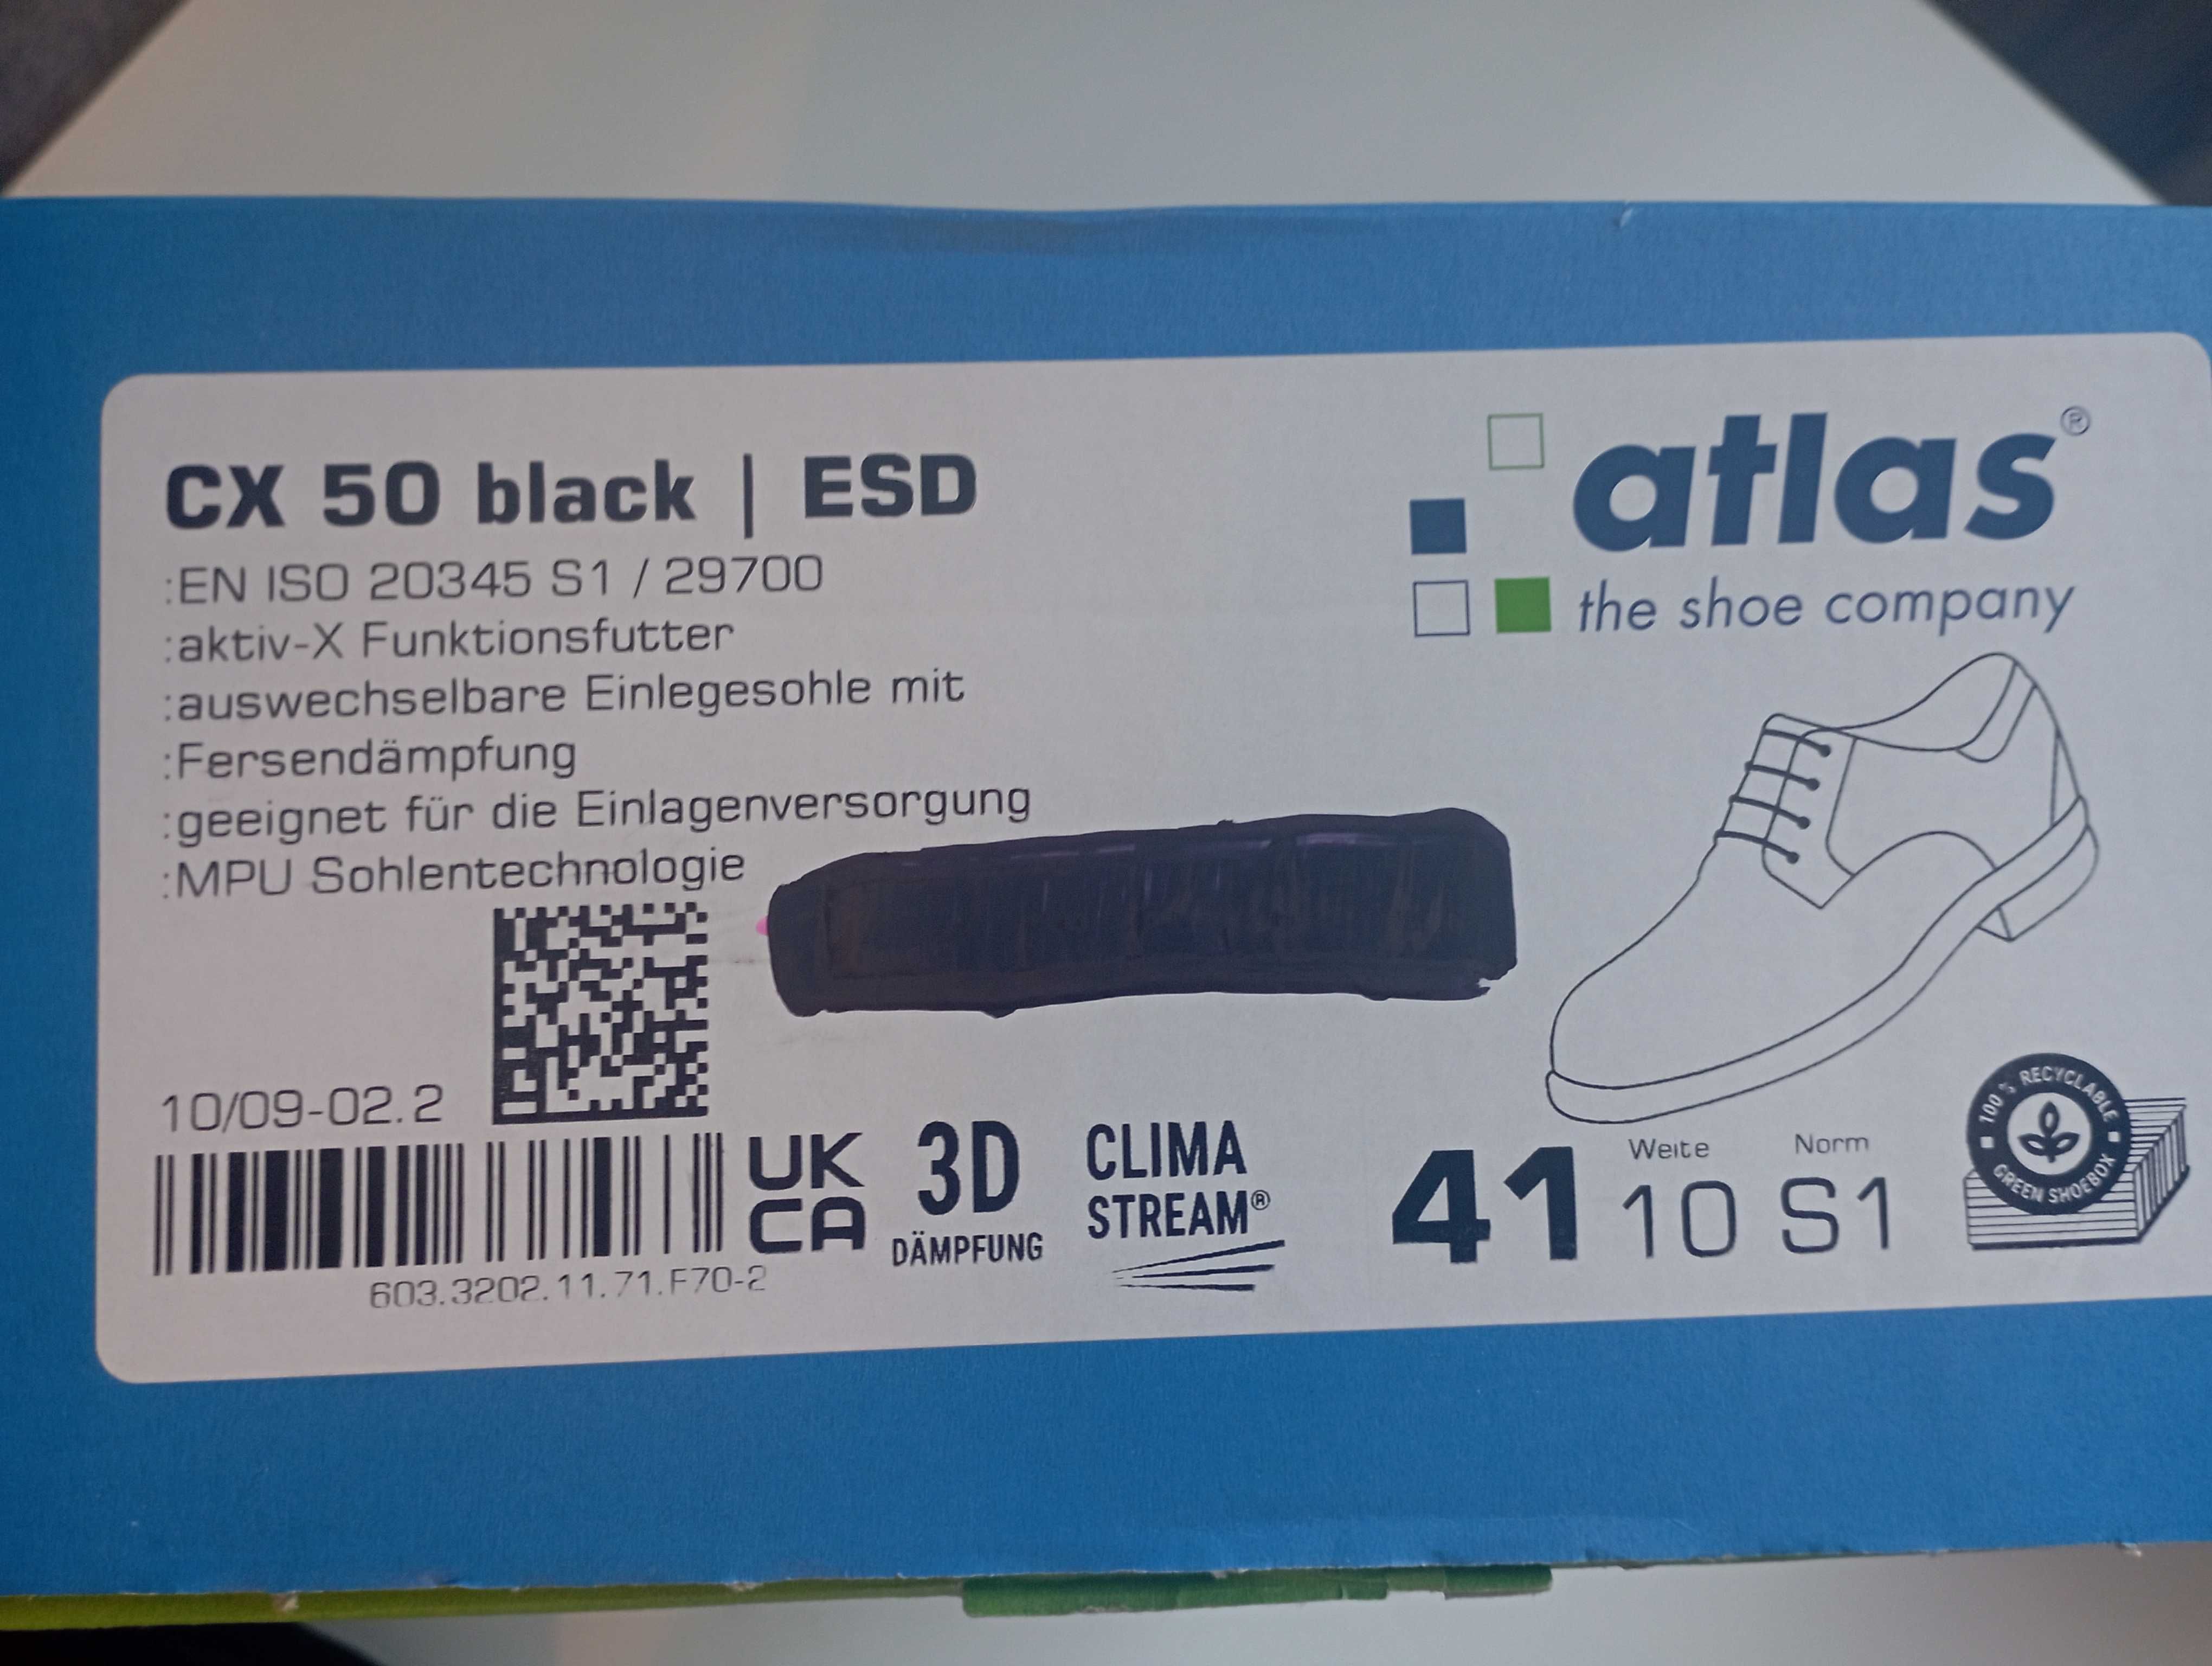 CX 50 black | ESD
:EN ISO 20345 S1 / 29700
:aktiv-X Funktionsfutter
:auswechselbare Einlegesohle mit
:Fersendämpfung
:geeignet für die Einlagenversorgung
:MPU Sohlentechnologie
10/09-02.2
603.3202.11.71.F70-2
UK
CA
3D
DÄMPFUNG
CLIMA
STREAM®
atlas®
the shoe company
41
Weite
10
Norm
S1
100 % RECYCLABLE
GREEN SHOEBOX